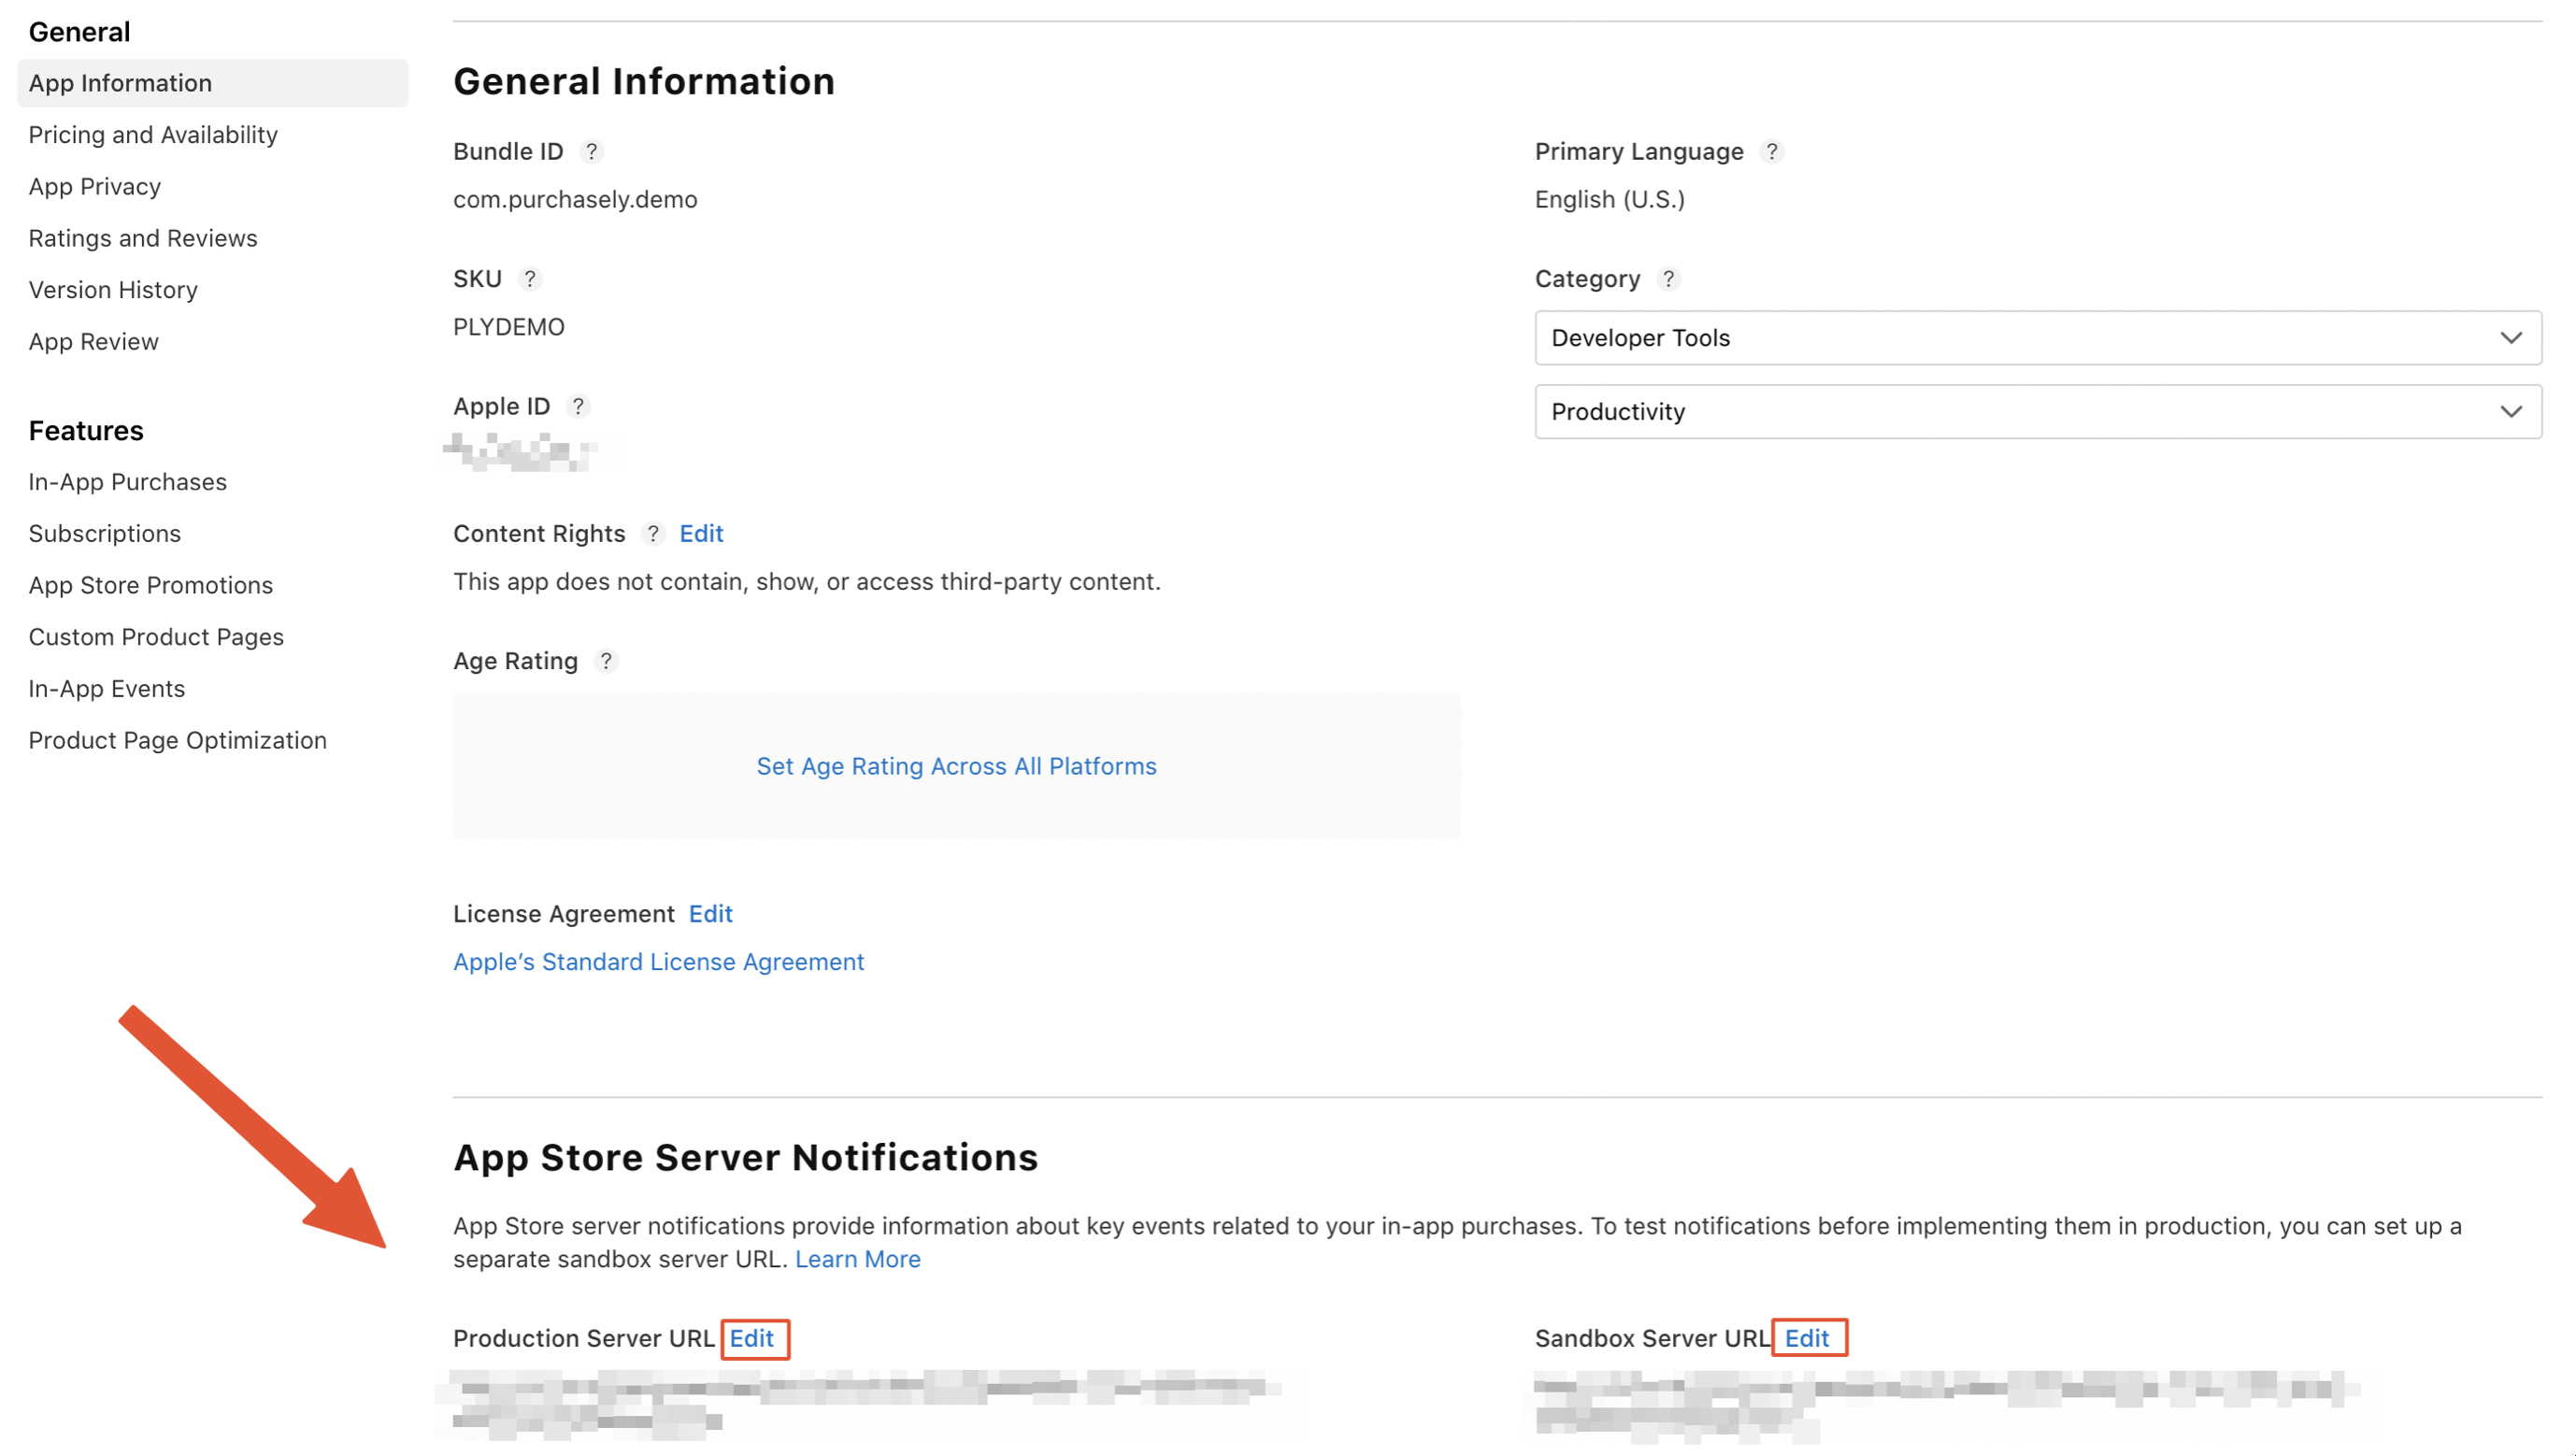 General
App Information
Pricing and Availability
App Privacy
Ratings and Reviews
Version History
App Review
Features
In-App Purchases
Subscriptions
App Store Promotions
Custom Product Pages
In-App Events
Product Page Optimization
General Information
Bundle ID ?
com.purchasely.demo
SKU ?
PLYDEMO
Apple ID ?
Content Rights ? Edit
This app does not contain, show, or access third-party content.
Age Rating ?
Set Age Rating Across All Platforms
License Agreement Edit
Apple’s Standard License Agreement
Primary Language ?
English (U.S.)
Category ?
Developer Tools
Productivity
App Store Server Notifications
App Store server notifications provide information about key events related to your in-app purchases. To test notifications before implementing them in production, you can set up a
separate sandbox server URL. Learn More
Production Server URL Edit
Sandbox Server URL Edit